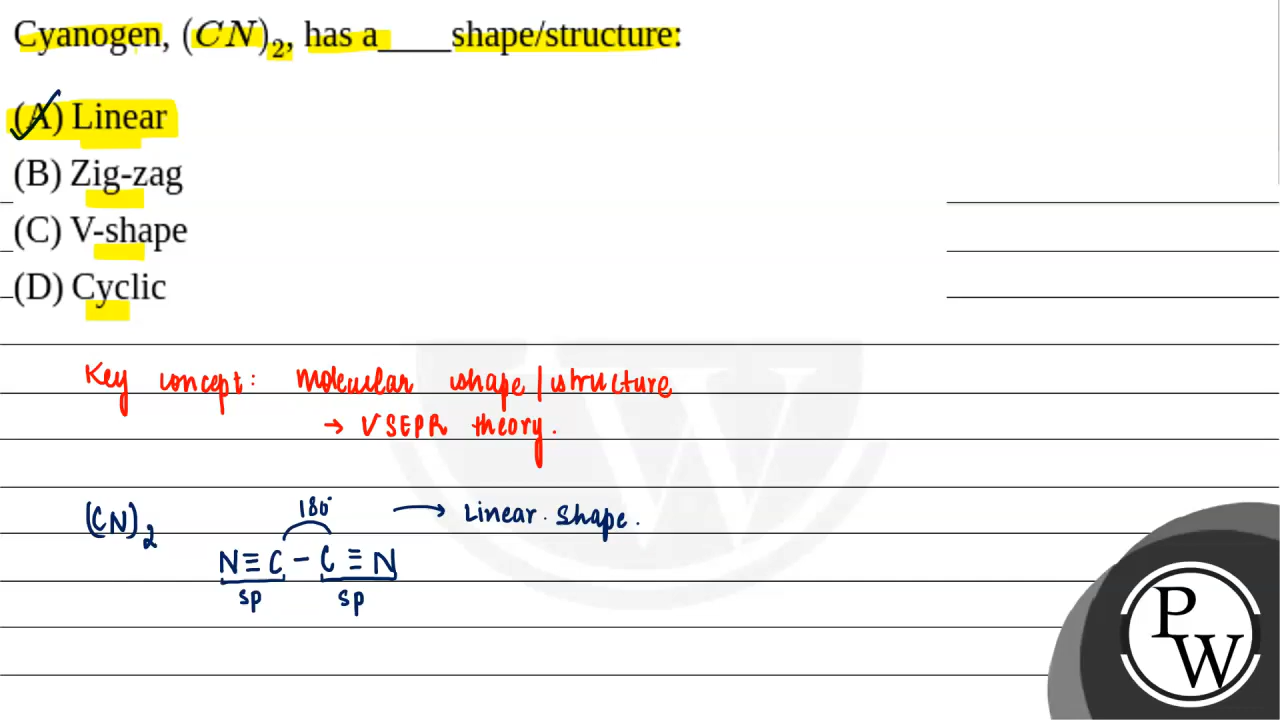 Cyanogen, (CN)₂, has a____shape/structure:
(A) Linear
(B) Zig-zag
(C) V-shape
(D) Cyclic
Key concept: Molecular shape/structure
→ VSEPR theory.
(CN)₂ 180° → Linear shape.
N≡C-C≡N
sp sp
P
W